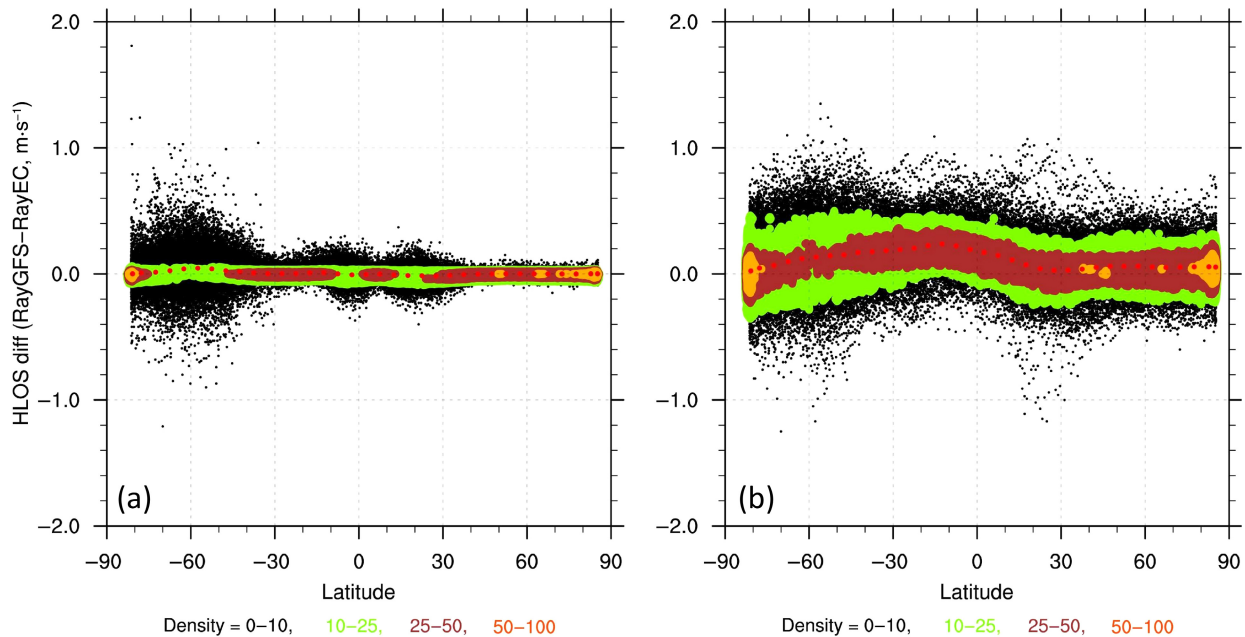 2.0
1.0
0.0
−1.0
−2.0
HLOS diff (RayGFS−RayEC, m·s⁻¹)
(a)
−90 −60 −30 0 30 60 90
Latitude
Density = 0−10, 10−25, 25−50, 50−100
2.0
1.0
0.0
−1.0
−2.0
(b)
−90 −60 −30 0 30 60 90
Latitude
Density = 0−10, 10−25, 25−50, 50−100